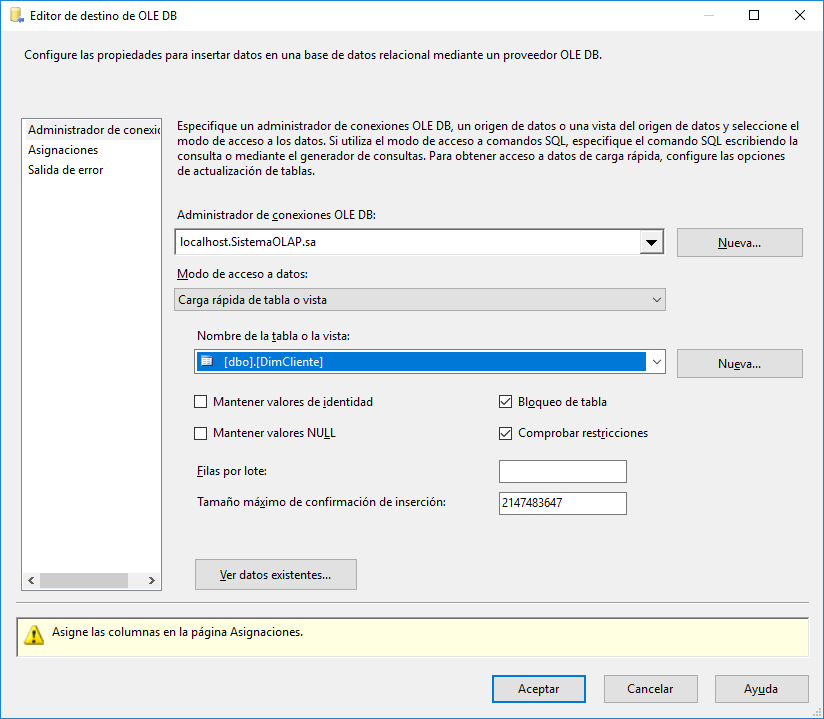 Editor de destino de OLE DB
Configure las propiedades para insertar datos en una base de datos relacional mediante un proveedor OLE DB.
Administrador de conexi
Asignaciones
Salida de error
Especifique un administrador de conexiones OLE DB, un origen de datos o una vista del origen de datos y seleccione el
modo de acceso a los datos. Si utiliza el modo de acceso a comandos SQL, especifique el comando SQL escribiendo la
consulta o mediante el generador de consultas. Para obtener acceso a datos de carga rápida, configure las opciones
de actualización de tablas.
Administrador de conexiones OLE DB:
localhost.SistemaOLAP.sa
Nueva...
Modo de acceso a datos:
Carga rápida de tabla o vista
Nombre de la tabla o la vista:
[dbo].[DimCliente]
Nueva...
Mantener valores de identidad
Bloqueo de tabla
Mantener valores NULL
Comprobar restricciones
Filas por lote:
Tamaño máximo de confirmación de inserción:
2147483647
Ver datos existentes...
Asigne las columnas en la página Asignaciones.
Aceptar
Cancelar
Ayuda